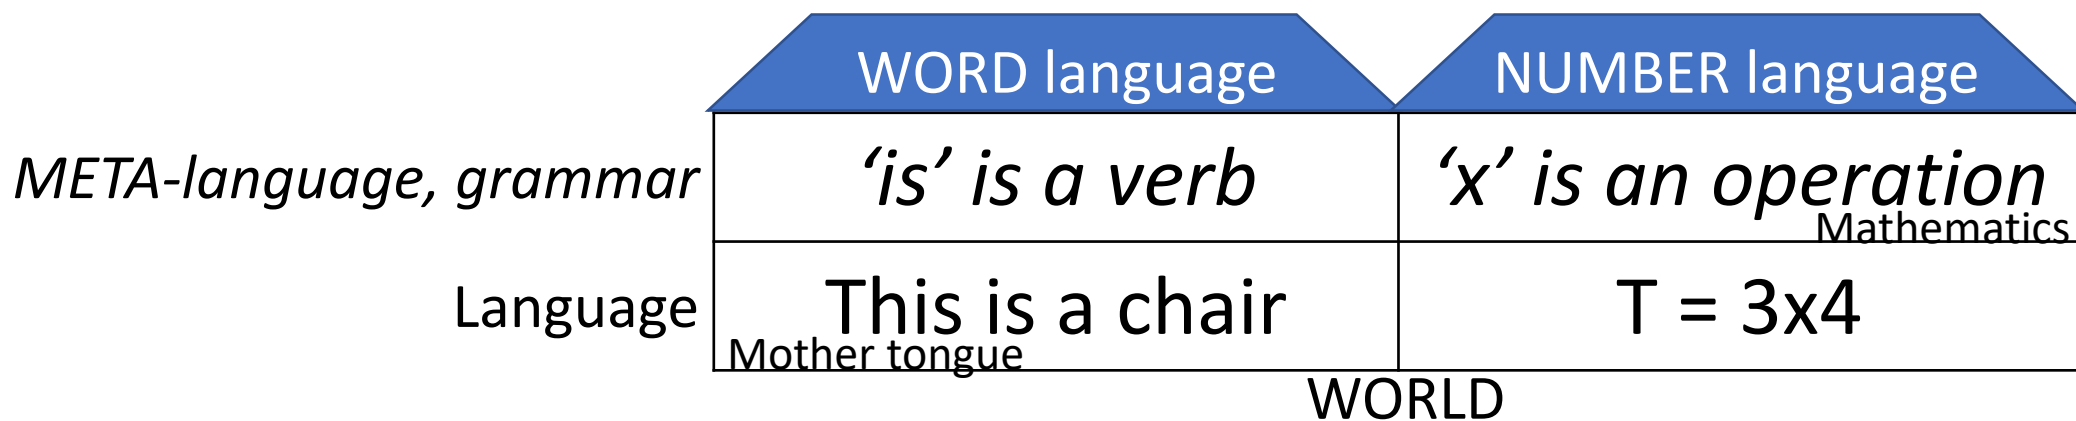 WORD language NUMBER language
META-language, grammar ‘is’ is a verb ‘x’ is an operation
Mathematics
Language This is a chair T = 3x4
Mother tongue
WORLD